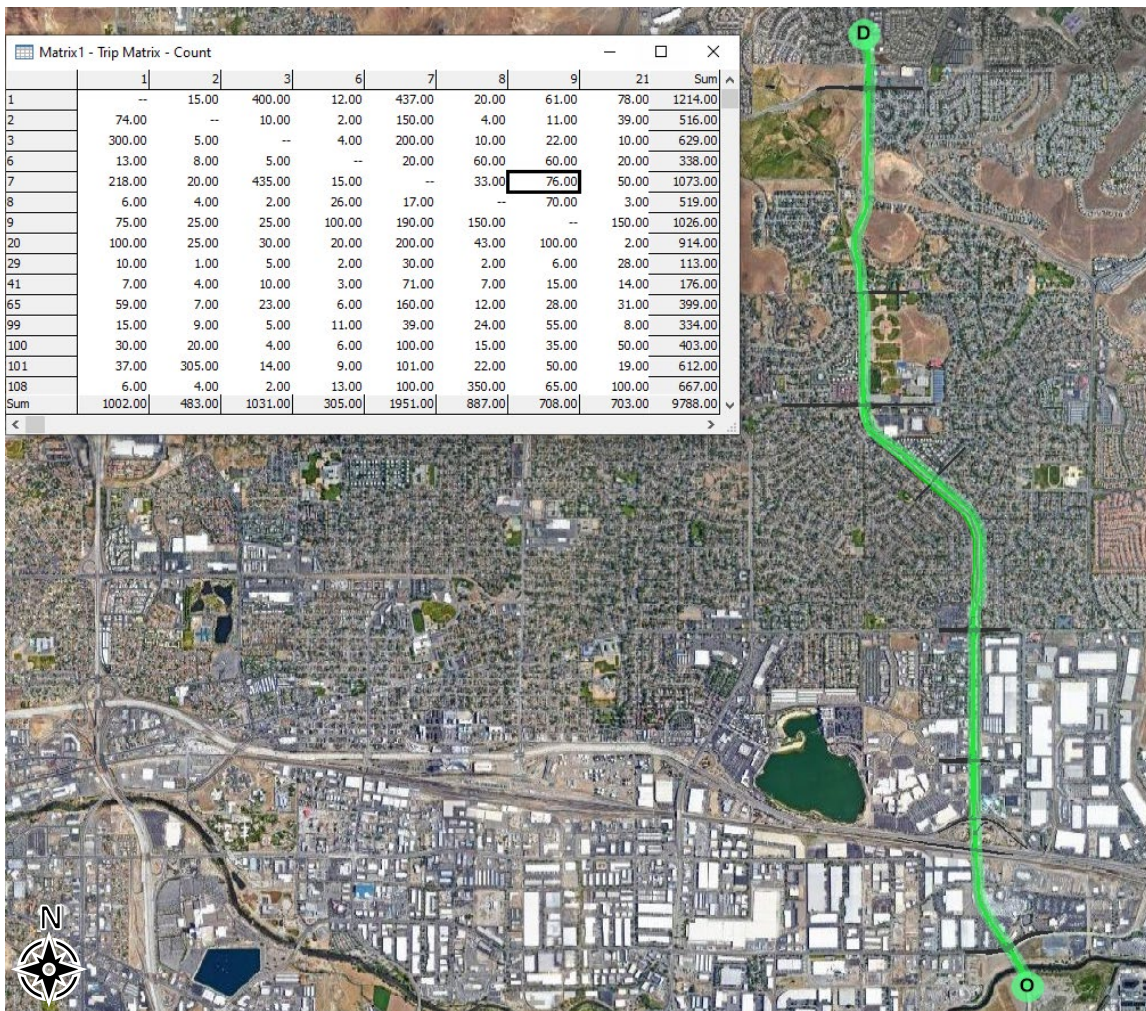 Matrix1 - Trip Matrix - Count
1 2 3 6 7 8 9 21 Sum
1 -- 15.00 400.00 12.00 437.00 20.00 61.00 78.00 1214.00
2 74.00 -- 10.00 2.00 150.00 4.00 11.00 39.00 516.00
3 300.00 5.00 -- 4.00 200.00 10.00 22.00 10.00 629.00
6 13.00 8.00 5.00 -- 20.00 60.00 60.00 20.00 338.00
7 218.00 20.00 435.00 15.00 -- 33.00 76.00 50.00 1073.00
8 6.00 4.00 2.00 26.00 17.00 -- 70.00 3.00 519.00
9 75.00 25.00 25.00 100.00 190.00 150.00 -- 150.00 1026.00
20 100.00 25.00 30.00 20.00 200.00 43.00 100.00 2.00 914.00
29 10.00 1.00 5.00 2.00 30.00 2.00 6.00 28.00 113.00
41 7.00 4.00 10.00 3.00 71.00 7.00 15.00 14.00 176.00
65 59.00 7.00 23.00 6.00 160.00 12.00 28.00 31.00 399.00
99 15.00 9.00 5.00 11.00 39.00 24.00 55.00 8.00 334.00
100 30.00 20.00 4.00 6.00 100.00 15.00 35.00 50.00 403.00
101 37.00 305.00 14.00 9.00 101.00 22.00 50.00 19.00 612.00
108 6.00 4.00 2.00 13.00 100.00 350.00 65.00 100.00 667.00
Sum 1002.00 483.00 1031.00 305.00 1951.00 887.00 708.00 703.00 9788.00
D
N
O